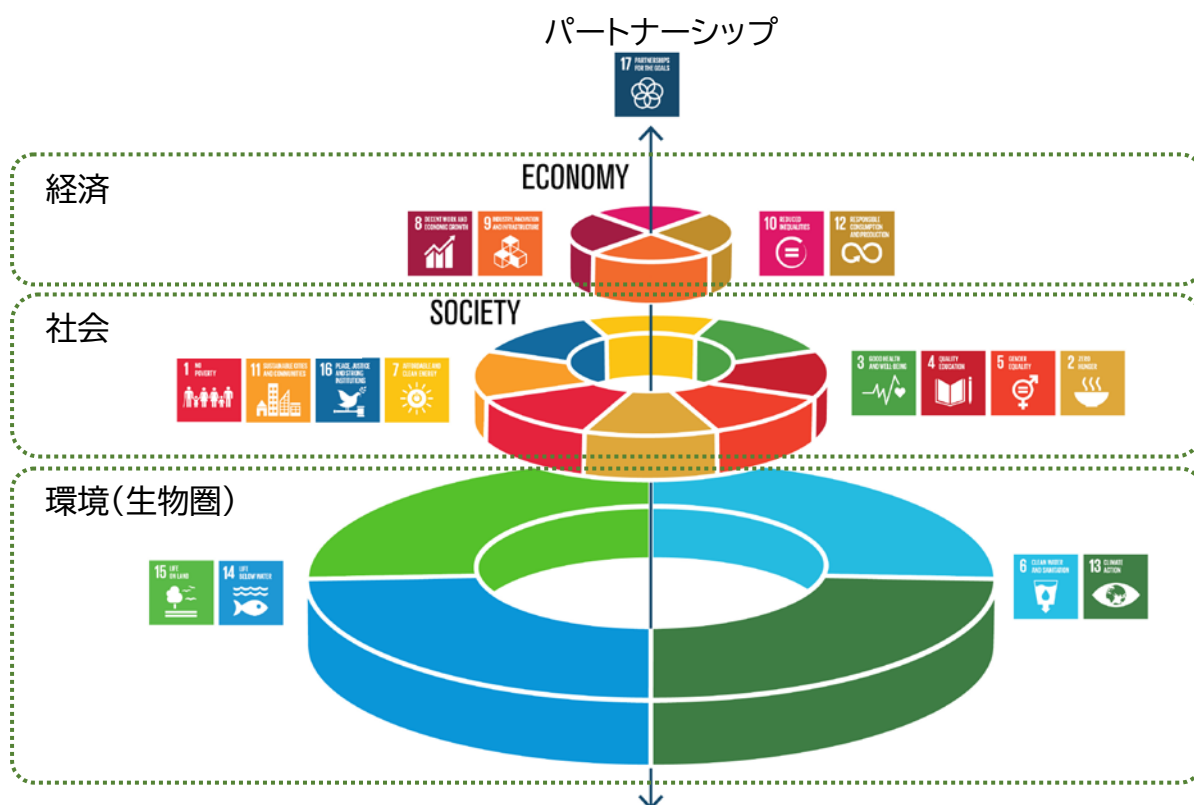 パートナーシップ
17 PARTNERSHIPS
FOR THE GOALS
経済
ECONOMY
8 DECENT WORK AND
ECONOMIC GROWTH
9 INDUSTRY, INNOVATION
AND INFRASTRUCTURE
10 REDUCED
INEQUALITIES
12 RESPONSIBLE
CONSUMPTION
AND PRODUCTION
社会
SOCIETY
1 NO
POVERTY
11 SUSTAINABLE CITIES
AND COMMUNITIES
16 PEACE, JUSTICE
AND STRONG
INSTITUTIONS
7 AFFORDABLE AND
CLEAN ENERGY
3 GOOD HEALTH
AND WELL-BEING
4 QUALITY
EDUCATION
5 GENDER
EQUALITY
2 ZERO
HUNGER
環境(生物圏)
15 LIFE
ON LAND
14 LIFE
BELOW WATER
6 CLEAN WATER
AND SANITATION
13 CLIMATE
ACTION